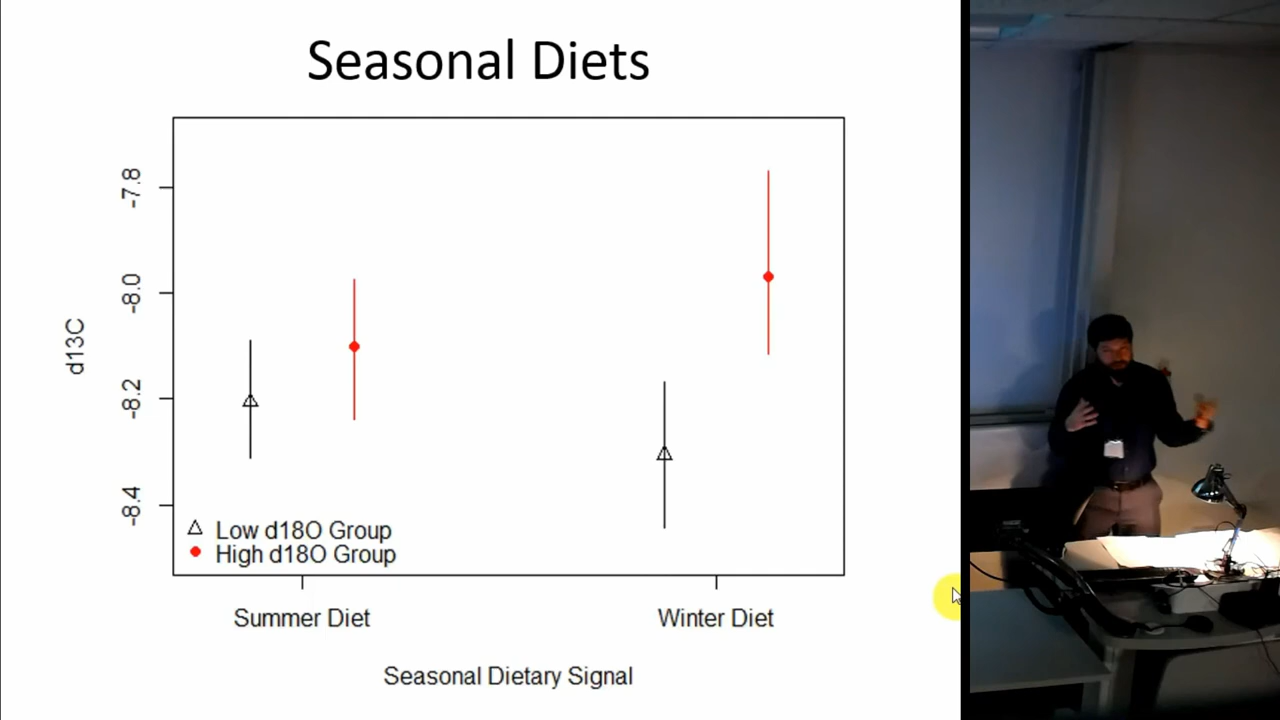 Seasonal Diets
-7.8
-8.0
-8.2
-8.4
d13C
Low d18O Group
High d18O Group
Summer Diet
Winter Diet
Seasonal Dietary Signal